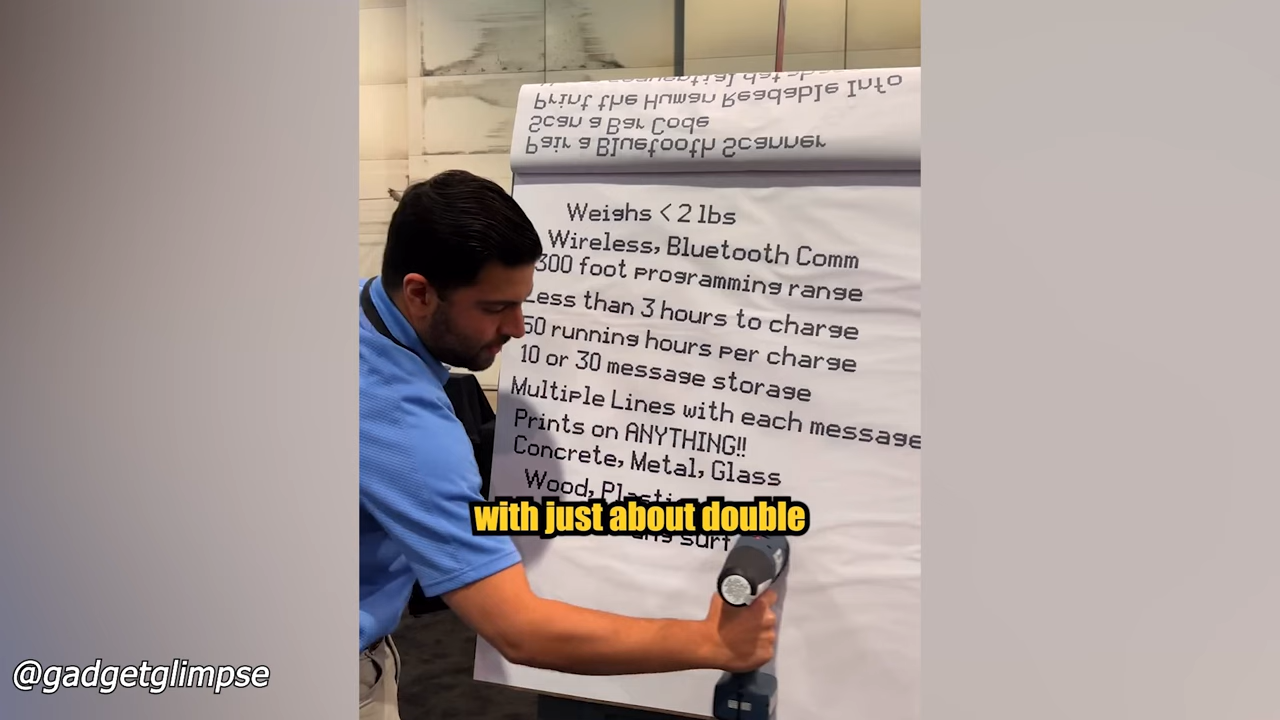 Print the Human Readable Info
Scan a Bar Code
Pair a Bluetooth Scanner
Weighs < 2 lbs
Wireless, Bluetooth Comm
300 foot programming range
Less than 3 hours to charge
50 running hours per charge
10 or 30 message storage
Multiple Lines with each message
Prints on ANYTHING!!
Concrete, Metal, Glass
Wood,
with just about double
@gadgetglimpse